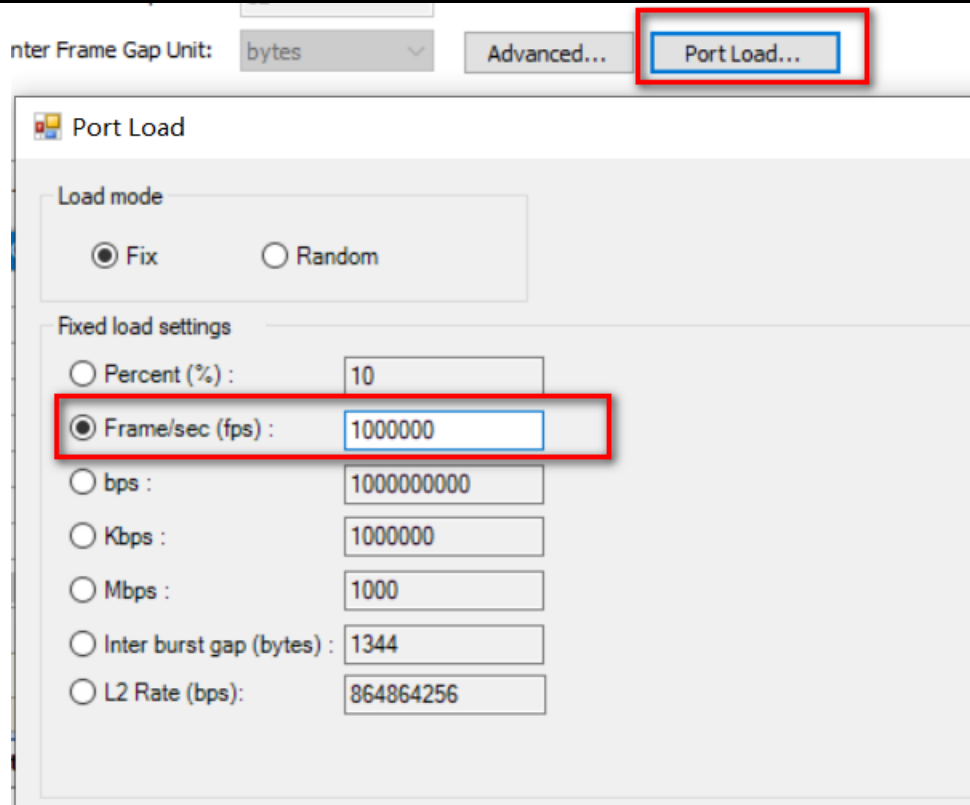 nter Frame Gap Unit: bytes Advanced... Port Load...
Port Load
Load mode
Fix Random
Fixed load settings
Percent (%) : 10
Frame/sec (fps) : 1000000
bps : 1000000000
Kbps : 1000000
Mbps : 1000
Inter burst gap (bytes) : 1344
L2 Rate (bps): 864864256